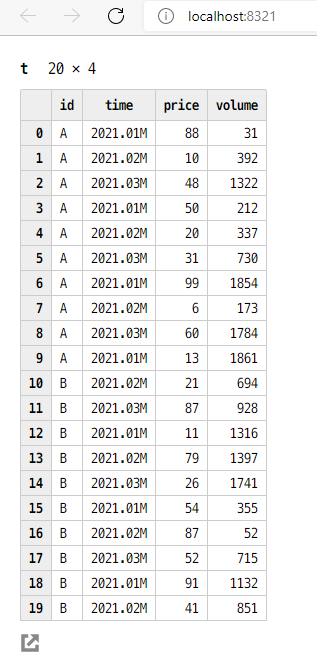 localhost:8321
t 20 × 4
id time price volume
0 A 2021.01M 88 31
1 A 2021.02M 10 392
2 A 2021.03M 48 1322
3 A 2021.01M 50 212
4 A 2021.02M 20 337
5 A 2021.03M 31 730
6 A 2021.01M 99 1854
7 A 2021.02M 6 173
8 A 2021.03M 60 1784
9 A 2021.01M 13 1861
10 B 2021.02M 21 694
11 B 2021.03M 87 928
12 B 2021.01M 11 1316
13 B 2021.02M 79 1397
14 B 2021.03M 26 1741
15 B 2021.01M 54 355
16 B 2021.02M 87 52
17 B 2021.03M 52 715
18 B 2021.01M 91 1132
19 B 2021.02M 41 851